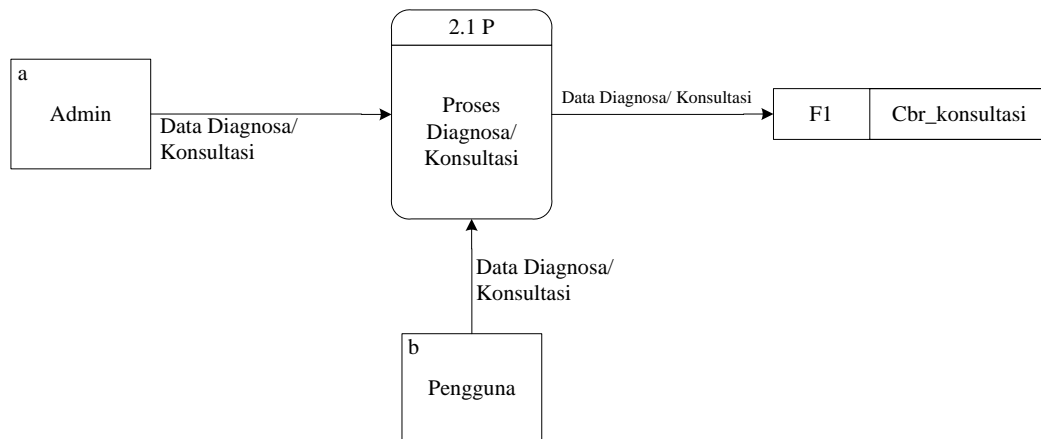 2.1 P
a
Admin
Data Diagnosa/
Konsultasi
Proses
Diagnosa/
Konsultasi
Data Diagnosa/ Konsultasi
F1
Cbr_konsultasi
Data Diagnosa/
Konsultasi
b
Pengguna